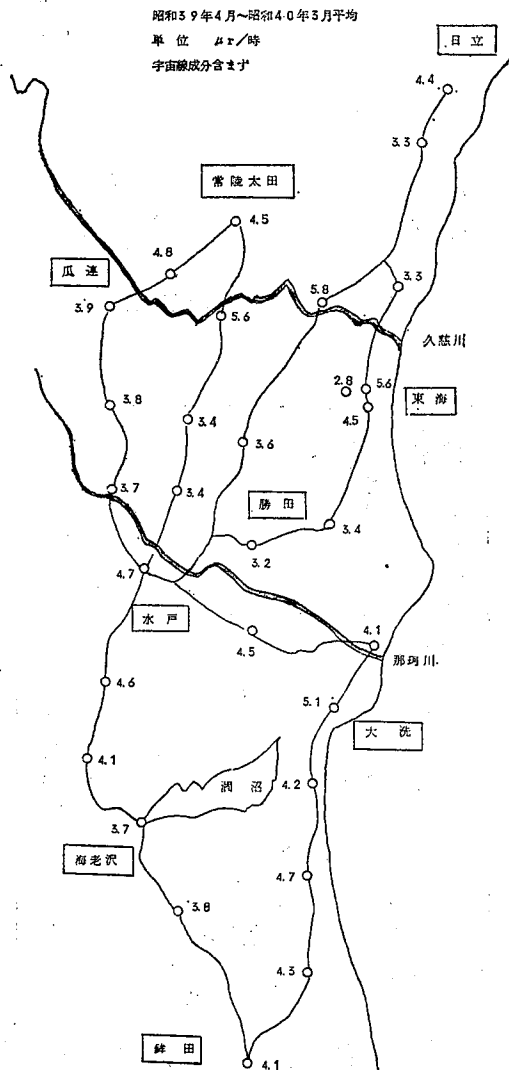 昭和39年4月~昭和40年3月平均
単位 μr/時
字宙線成分含まず
日立
4.4
3.3
常陸太田
4.5
4.8
瓜連
3.3
5.8
3.9
5.6
久慈川
2.8
5.6
東海
3.8
4.5
3.4
3.6
3.7
3.4
勝田
3.4
3.2
4.7
水戸
4.5
4.1
那珂川
4.6
5.1
大洗
4.1
涸沼
4.2
3.7
海老沢
4.7
3.8
4.3
鉾田
4.1